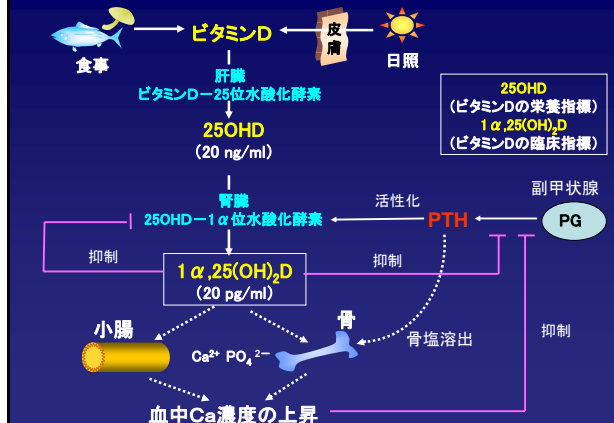 食事
ビタミンD
皮膚
日照
肝臓
ビタミンD－25位水酸化酵素
25OHD
(20 ng/ml)
25OHD
(ビタミンDの栄養指標)
1α,25(OH)₂D
(ビタミンDの臨床指標)
腎臓
25OHD－1α位水酸化酵素
活性化
PTH
副甲状腺
PG
抑制
1α,25(OH)₂D
(20 pg/ml)
抑制
小腸
Ca²⁺ PO₄²⁻
骨
骨塩溶出
抑制
血中Ca濃度の上昇